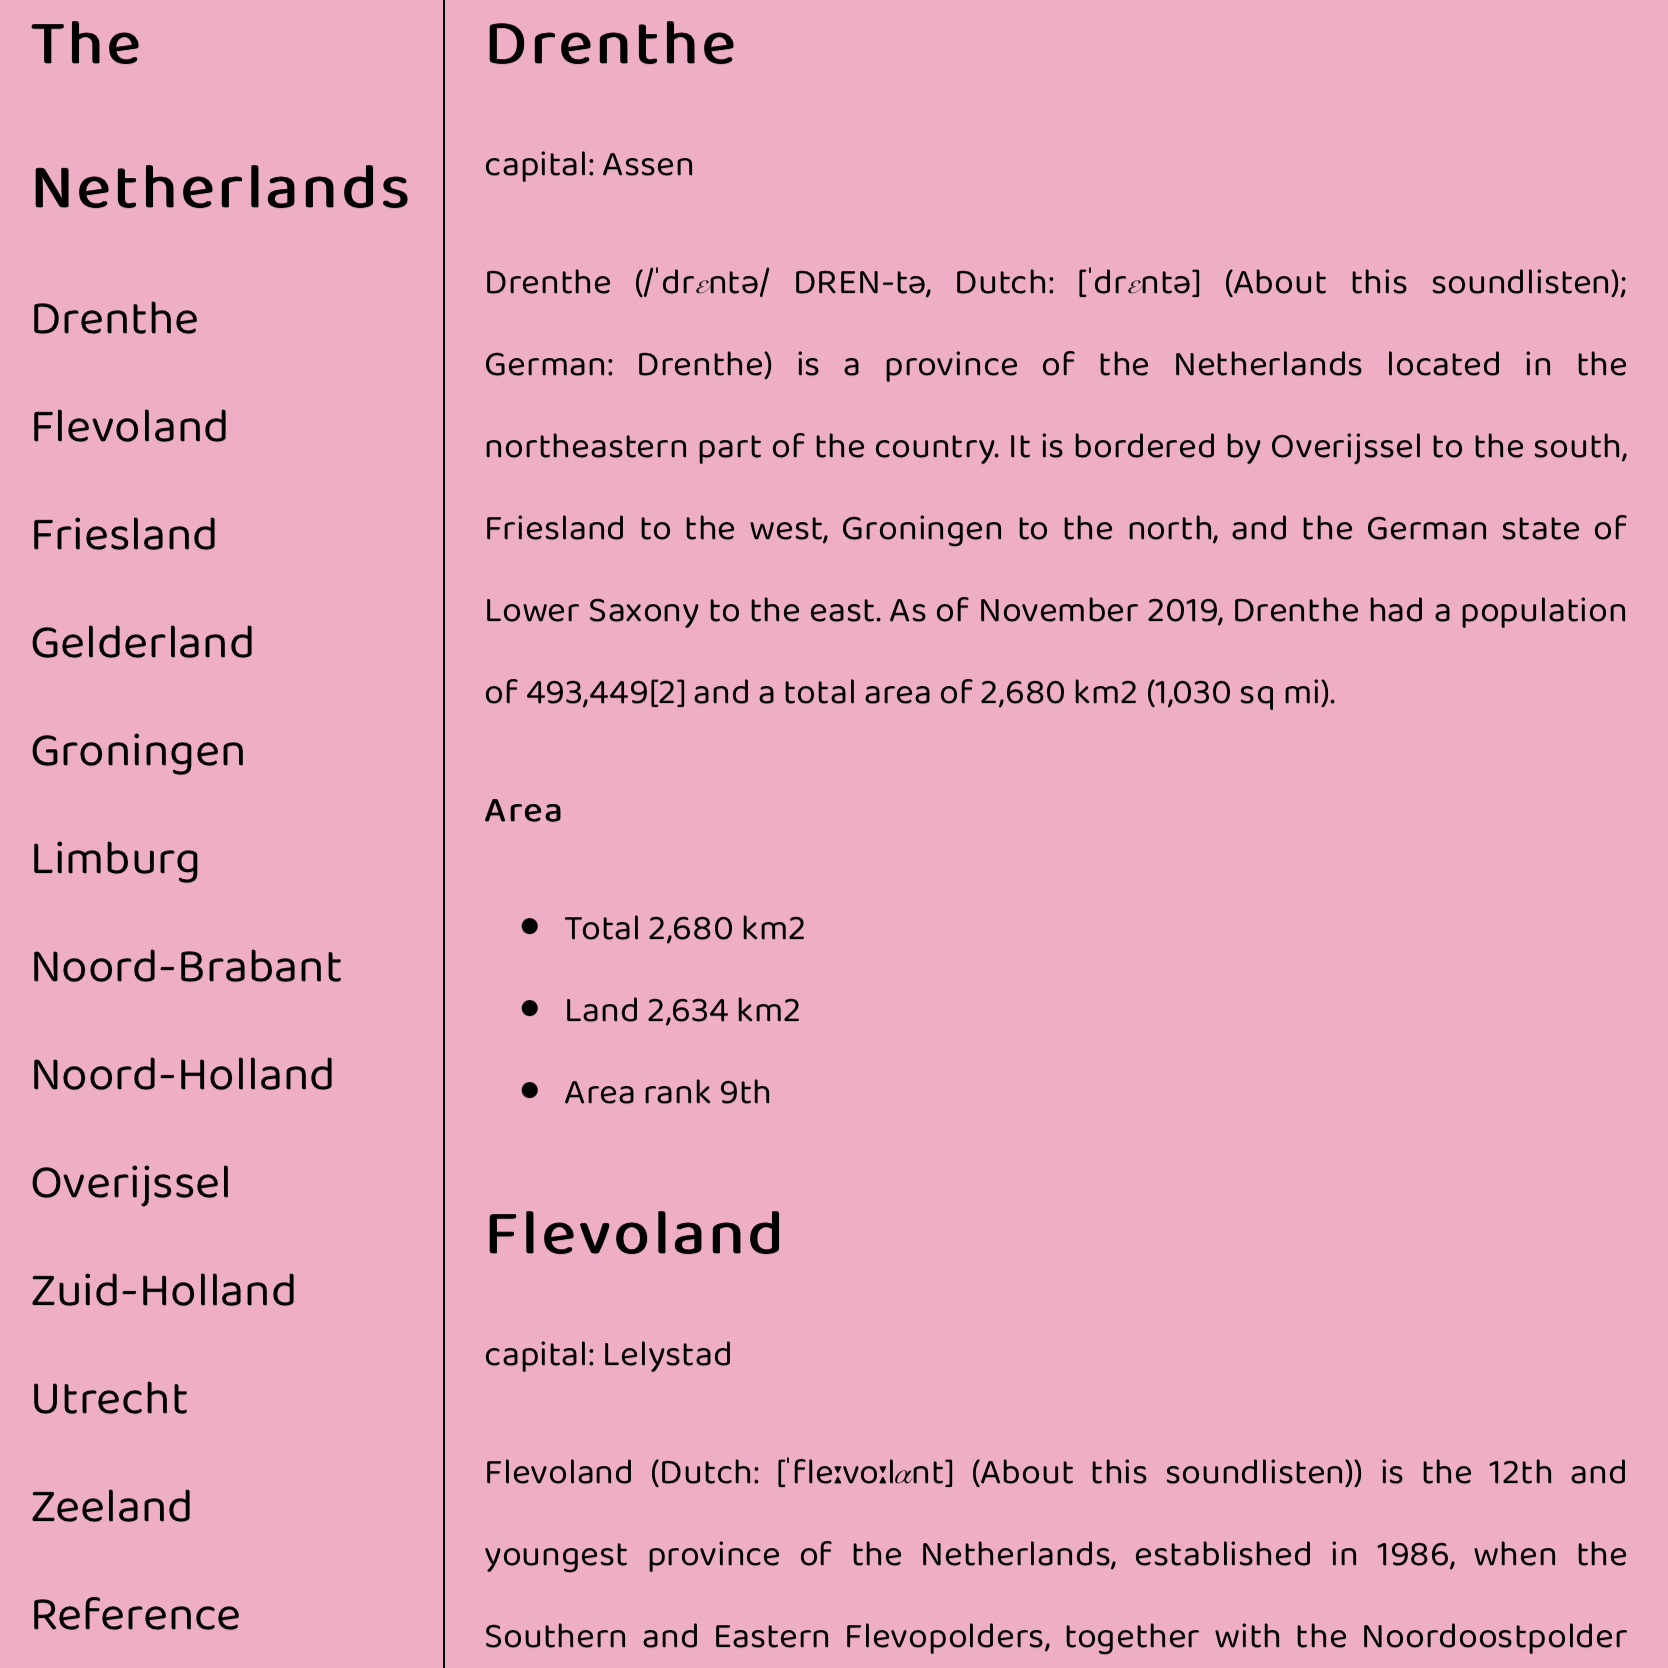 The
Netherlands
Drenthe
Flevoland
Friesland
Gelderland
Groningen
Limburg
Noord-Brabant
Noord-Holland
Overijssel
Zuid-Holland
Utrecht
Zeeland
Reference
Drenthe
capital: Assen
Drenthe (/ˈdrɛntə/ DREN-tə, Dutch: [ˈdrɛntə] (About this soundlisten);
German: Drenthe) is a province of the Netherlands located in the
northeastern part of the country. It is bordered by Overijssel to the south,
Friesland to the west, Groningen to the north, and the German state of
Lower Saxony to the east. As of November 2019, Drenthe had a population
of 493,449[2] and a total area of 2,680 km2 (1,030 sq mi).
Area
● Total 2,680 km2
● Land 2,634 km2
● Area rank 9th
Flevoland
capital: Lelystad
Flevoland (Dutch: [ˈfleːvoːlɑnt] (About this soundlisten)) is the 12th and
youngest province of the Netherlands, established in 1986, when the
Southern and Eastern Flevopolders, together with the Noordoostpolder